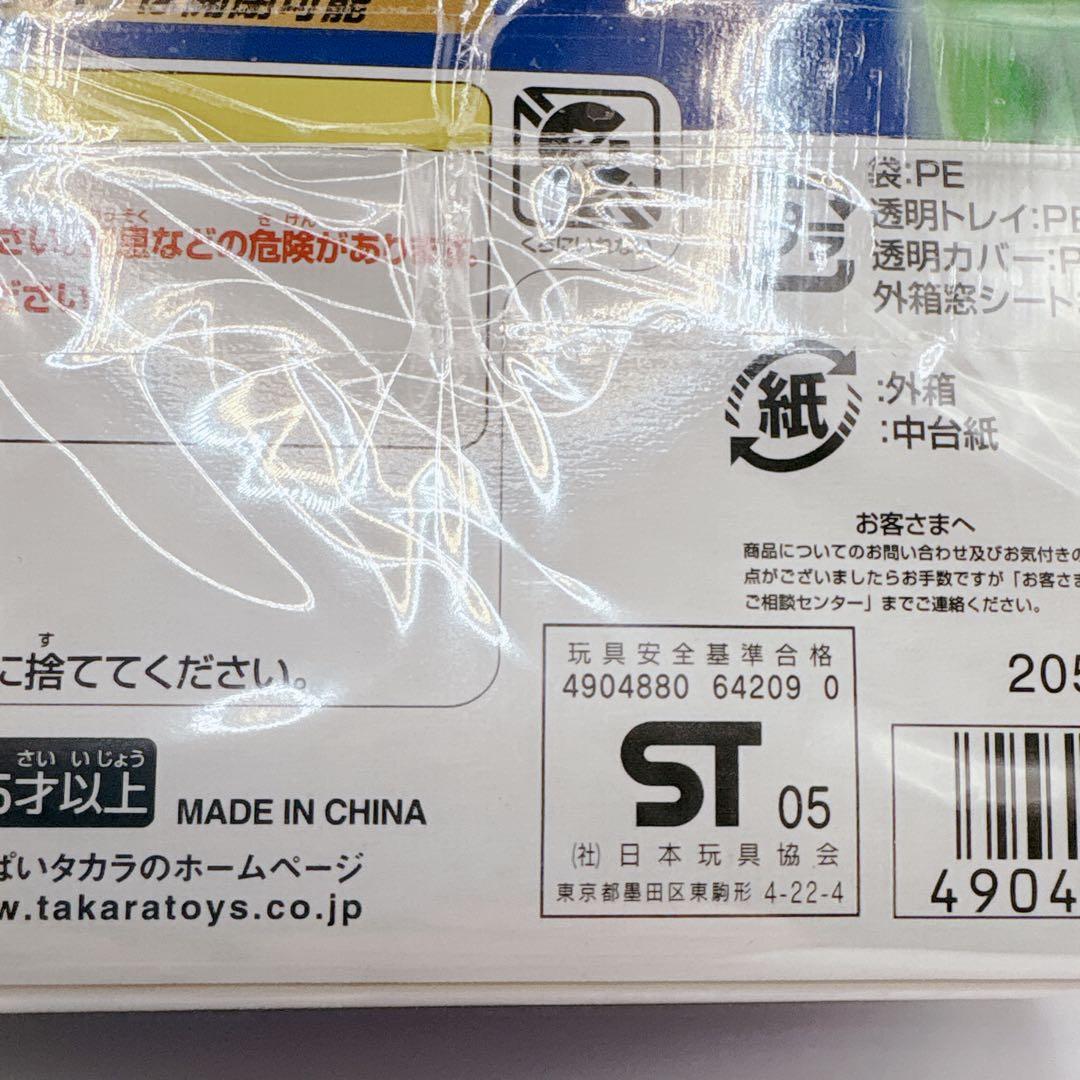 可能
さい。窒息などの危険があります。
ださい
くちにいれない
プラ
袋:PE
透明トレイ:PE
透明カバー:P
外箱窓シート:
紙
:外箱
:中台紙
お客さまへ
商品についてのお問い合わせ及びお気付きの
点がございましたらお手数ですが「お客さま
ご相談センター」までご連絡ください。
す
に捨ててください。
さい いじょう
5才以上
MADE IN CHINA
ぱいタカラのホームページ
w.takaratoys.co.jp
玩具安全基準合格
4904880 64209 0
ST 05
(社)日本玩具協会
東京都墨田区東駒形 4-22-4
205
4904